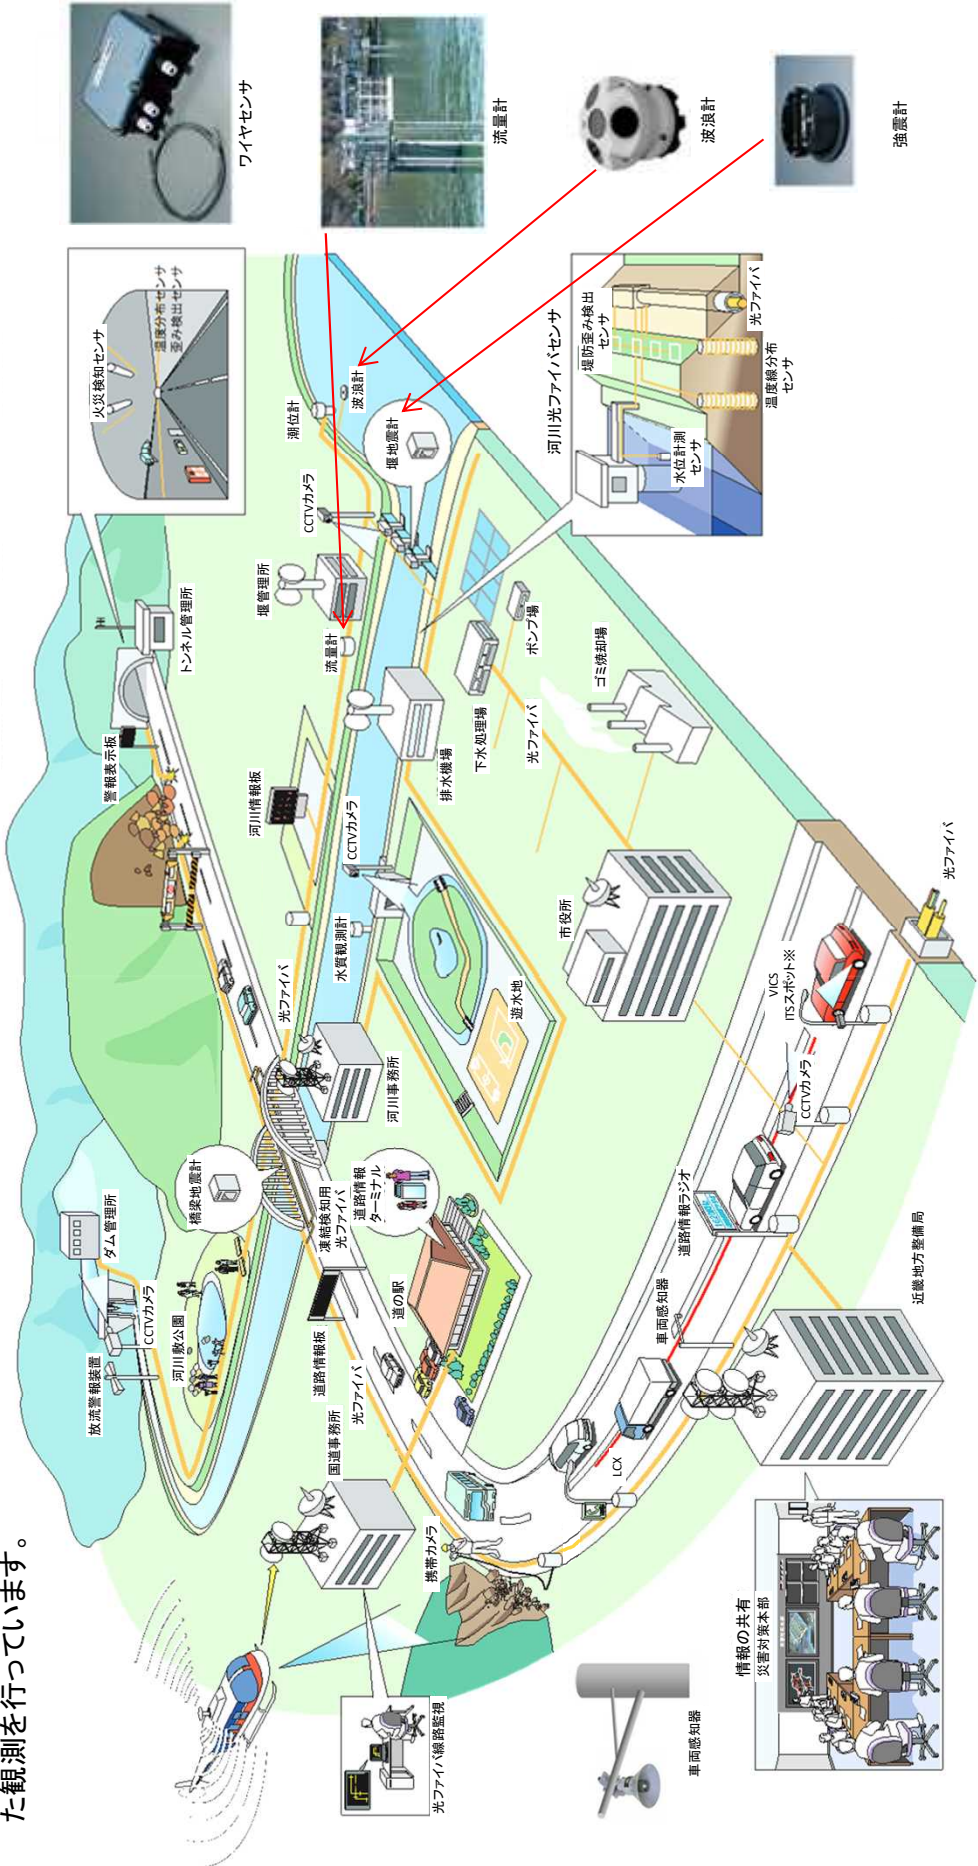 た観測を行っています。
ワイヤセンサ
流量計
波浪計
強震計
火災検知センサ
温度分布センサ
歪み検出センサ
トンネル管理所
警報表示板
潮位計
波浪計
堰地震計
CCTVカメラ
堰管理所
流量計
河川光ファイバセンサ
堤防歪み検出
センサ
水位計測
センサ
光ファイバ
温度線分布
センサ
河川情報板
排水機場
下水処理場
ポンプ場
光ファイバ
ゴミ焼却場
CCTVカメラ
水質観測計
光ファイバ
市役所
遊水地
河川事務所
橋梁地震計
ダム管理所
CCTVカメラ
放流警報装置
河川敷公園
凍結検知用
光ファイバ
道路情報
ターミナル
道の駅
道路情報板
光ファイバ
国道事務所
携帯カメラ
光ファイバ線路監視
VICS
ITSスポット※
CCTVカメラ
光ファイバ
道路情報ラジオ
車両感知器
LCX
近畿地方整備局
情報の共有
災害対策本部
車両感知器